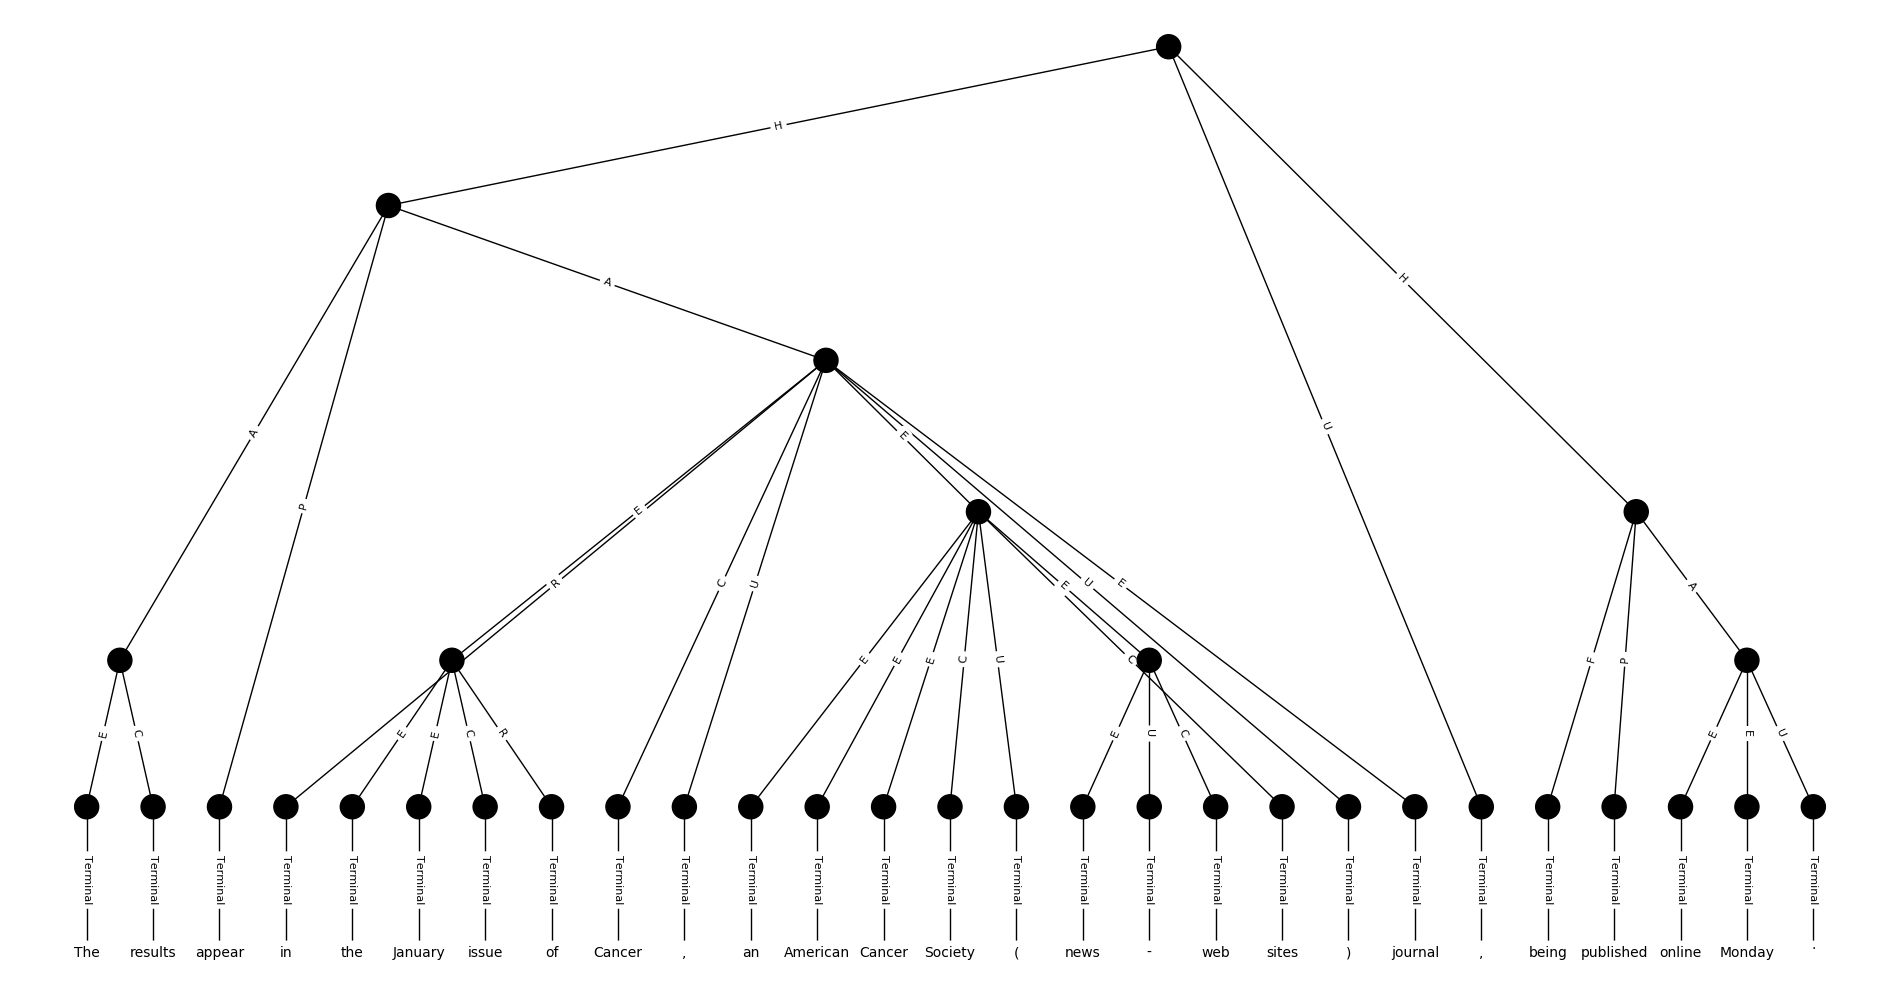 H
A
H
A
U
E
P
E
R
C
U
E
U
E
A
E
E
E
C
U
C
F
P
E
C
E
E
C
R
E
U
C
E
E
U
Terminal Terminal Terminal Terminal Terminal Terminal Terminal Terminal Terminal Terminal Terminal Terminal Terminal Terminal Terminal Terminal Terminal Terminal Terminal Terminal Terminal Terminal Terminal Terminal Terminal Terminal Terminal
The results appear in the January issue of Cancer , an American Cancer Society ( news - web sites ) journal , being published online Monday .